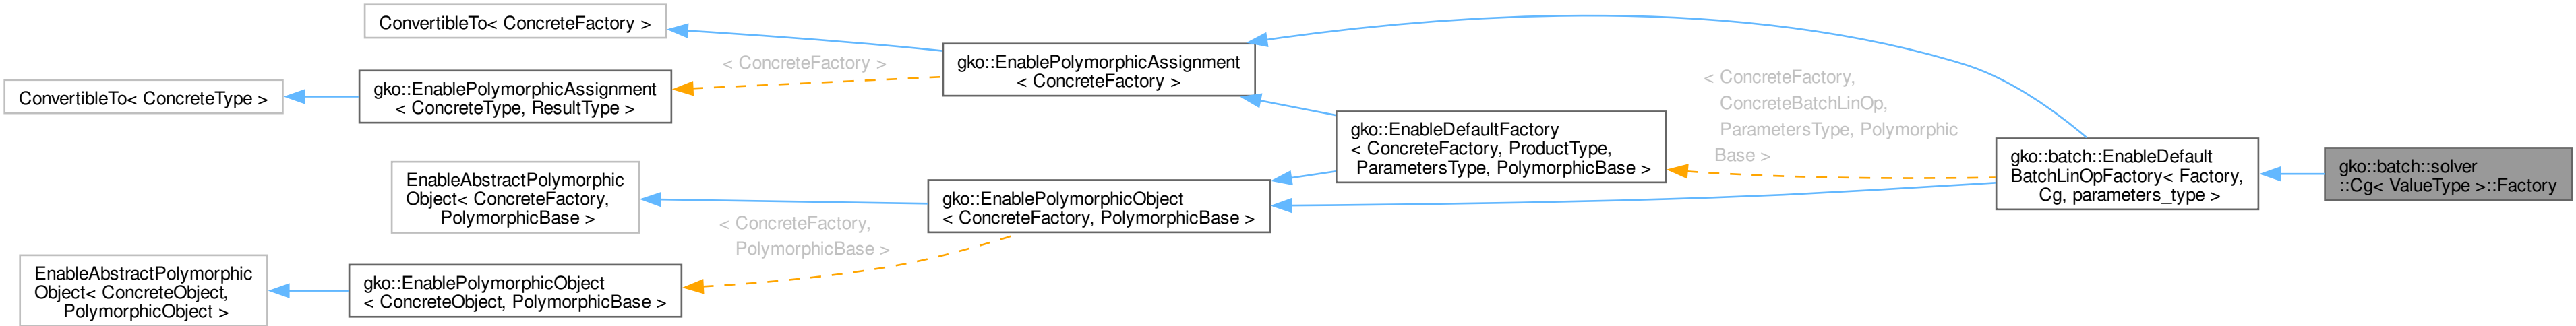 ConvertibleTo< ConcreteFactory >
ConvertibleTo< ConcreteType >
gko::EnablePolymorphicAssignment
< ConcreteType, ResultType >
< ConcreteFactory >
gko::EnablePolymorphicAssignment
< ConcreteFactory >
EnableAbstractPolymorphic
Object< ConcreteFactory,
PolymorphicBase >
EnableAbstractPolymorphic
Object< ConcreteObject,
PolymorphicObject >
gko::EnablePolymorphicObject
< ConcreteObject, PolymorphicBase >
< ConcreteFactory,
PolymorphicBase >
gko::EnablePolymorphicObject
< ConcreteFactory, PolymorphicBase >
gko::EnableDefaultFactory
< ConcreteFactory, ProductType,
ParametersType, PolymorphicBase >
< ConcreteFactory,
ConcreteBatchLinOp,
ParametersType, Polymorphic
Base >
gko::batch::EnableDefault
BatchLinOpFactory< Factory,
Cg, parameters_type >
gko::batch::solver
::Cg< ValueType >::Factory